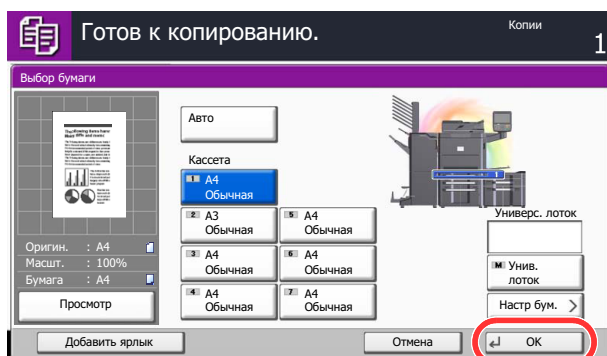 Готов к копированию.
Копии
1
Выбор бумаги
Авто
Кассета
1 A4
Обычная
2 A3
Обычная
5 A4
Обычная
3 A4
Обычная
6 A4
Обычная
4 A4
Обычная
7 A4
Обычная
1
Универс. лоток
M Унив.
лоток
Настр бум.
Оригин. : A4
Масшт. : 100%
Бумага : A4
Просмотр
Добавить ярлык
Отмена
OK